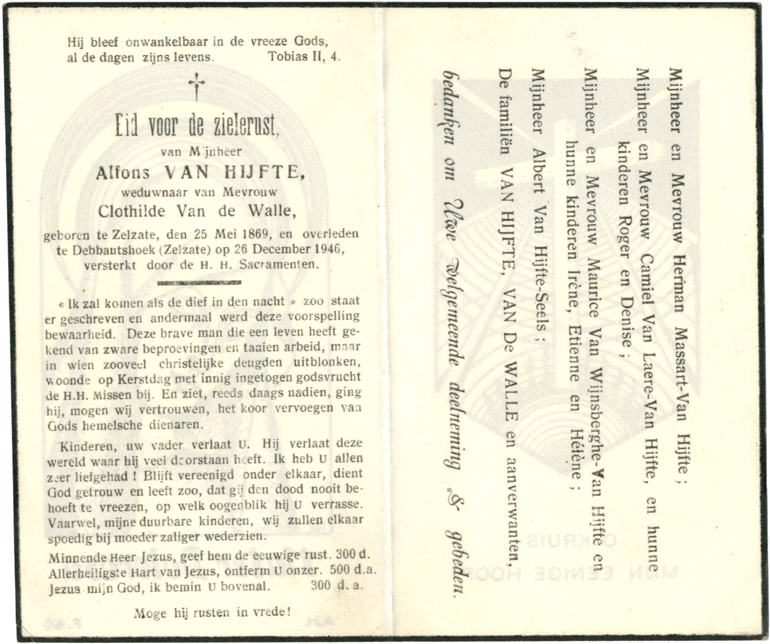 Hij bleef onwankelbaar in de vreeze Gods,
al de dagen zijns levens. Tobias II, 4.
Eid voor de zielerust,
van Mijnheer
Alfons VAN HIJFTE,
weduwnaar van Mevrouw
Clothilde Van de Walle,
geboren te Zelzate, den 25 Mei 1869, en overleden
te Debbautshoek (Zelzate) op 26 December 1946,
versterkt door de H. H. Sacramenten.
« Ik zal komen als de dief in den nacht » zoo staat
er geschreven en andermaal werd deze voorspelling
bewaarheid. Deze brave man die een leven heeft ge-
kend van zware beproevingen en taaien arbeid, maar
in wien zooveel christelijke deugden uitblonken,
woonde op Kerstdag met innig ingetogen godsvrucht
de H.H. Missen bij. En ziet, reeds daags nadien, ging
hij, mogen wij vertrouwen, het koor vervoegen van
Gods hemelsche dienaren.
Kinderen, uw vader verlaat U. Hij verlaat deze
wereld waar hij veel doorstaan heeft. Ik heb U allen
zeer liefgehad ! Blijft vereenigd onder elkaar, dient
God getrouw en leeft zoo, dat gij den dood nooit be-
hoeft te vreezen, op welk oogenblik hij U verrasse.
Vaarwel, mijne duurbare kinderen, wij zullen elkaar
spoedig bij moeder zaliger wederzien.
Minnende Heer Jezus, geef hem de eeuwige rust. 300 d.
Allerheiligste Hart van Jezus, ontferm U onzer. 500 d.a.
Jezus mijn God, ik bemin U bovenal. 300 d. a.
Moge hij rusten in vrede !
Mijnheer en Mevrouw Herman Massart-Van Hijfte ;
Mijnheer en Mevrouw Camiel Van Laere-Van Hijfte, en hunne
kinderen Roger en Denise ;
Mijnheer en Mevrouw Maurice Van Wijnsberghe-Van Hijfte en
hunne kinderen Irène, Etienne en Hélène ;
Mijnheer Albert Van Hijfte-Seels ;
De familiën VAN HIJFTE, VAN De WALLE en aanverwanten,
bedanken om Uwe welgemeende deelneming & gebeden.